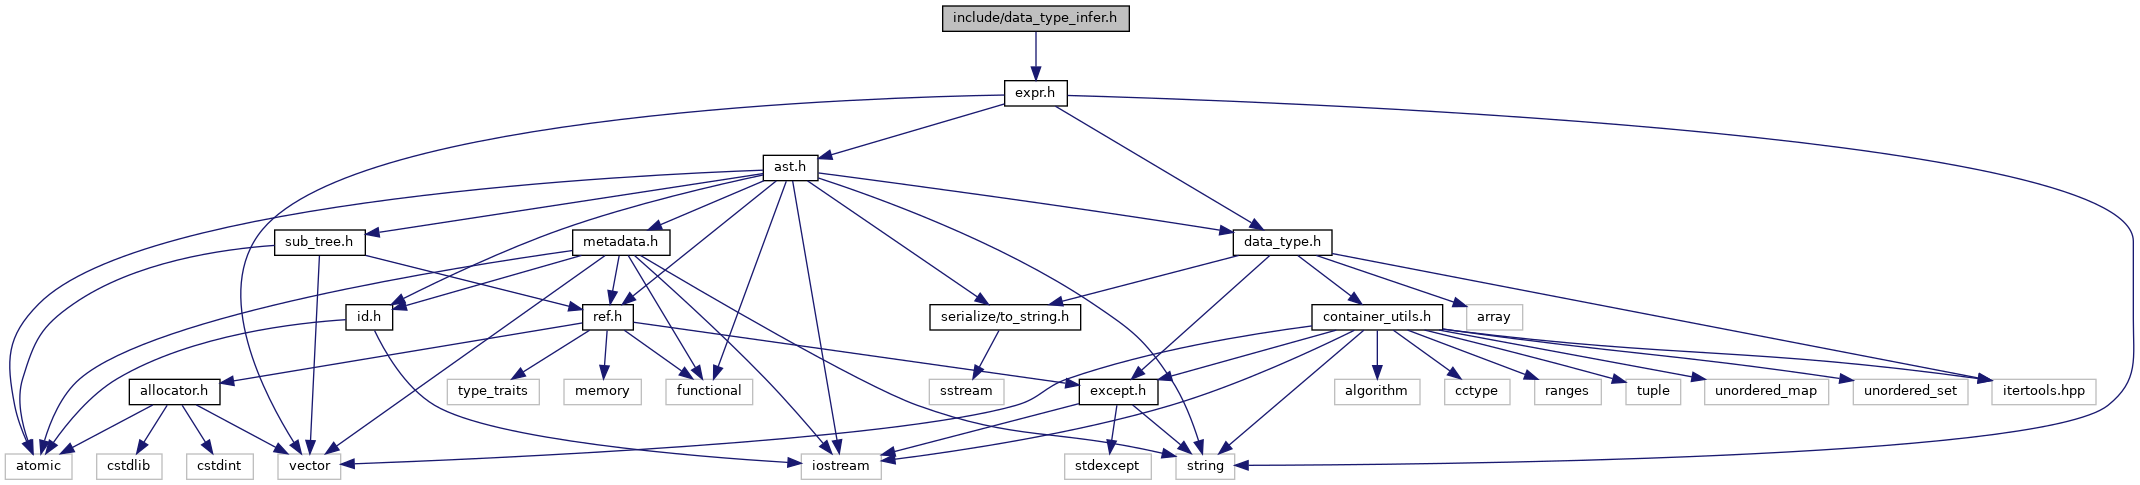 include/data_type_infer.h
expr.h
ast.h
sub_tree.h
metadata.h
data_type.h
id.h
ref.h
serialize/to_string.h
container_utils.h
array
allocator.h
type_traits
memory
functional
sstream
except.h
algorithm
cctype
ranges
tuple
unordered_map
unordered_set
itertools.hpp
atomic
cstdlib
cstdint
vector
iostream
stdexcept
string